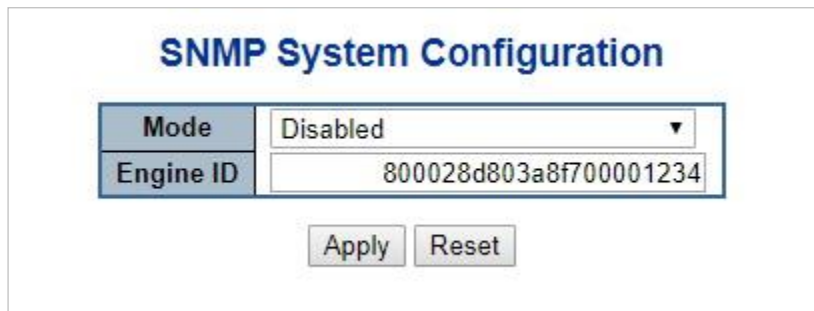 SNMP System Configuration
Mode Disabled
Engine ID 800028d803a8f700001234
Apply Reset